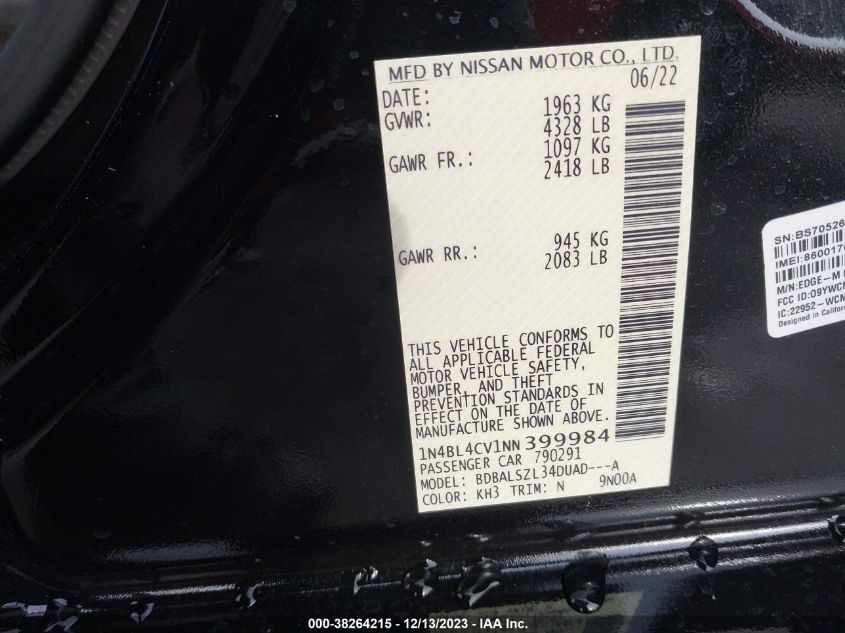 MFD BY NISSAN MOTOR CO., LTD.
DATE: 06/22
GVWR: 1963 KG
4328 LB
GAWR FR.: 1097 KG
2418 LB
GAWR RR.: 945 KG
2083 LB
THIS VEHICLE CONFORMS TO
ALL APPLICABLE FEDERAL
MOTOR VEHICLE SAFETY,
BUMPER, AND THEFT
PREVENTION STANDARDS IN
EFFECT ON THE DATE OF
MANUFACTURE SHOWN ABOVE.
1N4BL4CV1NN399984
PASSENGER CAR 790291
MODEL: BDBALSZL34DUAD---A
COLOR: KH3 TRIM: N 9N00A
SN:BS70526
IMEI:860017
M/N:EDGE-M
FCC ID:O9YWCM
IC:22952-WCM
Designed in Californ
000-38264215 - 12/13/2023 - IAA Inc.